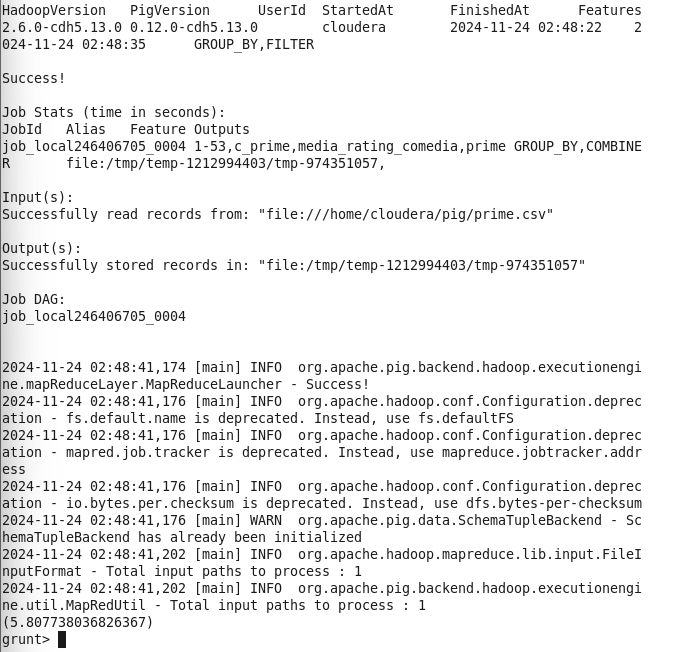 HadoopVersion   PigVersion      UserId  StartedAt       FinishedAt      Features
2.6.0-cdh5.13.0 0.12.0-cdh5.13.0        cloudera        2024-11-24 02:48:22    2
024-11-24 02:48:35      GROUP_BY,FILTER

Success!

Job Stats (time in seconds):
JobId   Alias   Feature Outputs
job_local246406705_0004 1-53,c_prime,media_rating_comedia,prime GROUP_BY,COMBINE
R       file:/tmp/temp-1212994403/tmp-974351057,

Input(s):
Successfully read records from: "file:///home/cloudera/pig/prime.csv"

Output(s):
Successfully stored records in: "file:/tmp/temp-1212994403/tmp-974351057"

Job DAG:
job_local246406705_0004


2024-11-24 02:48:41,174 [main] INFO  org.apache.pig.backend.hadoop.executionengi
ne.mapReduceLayer.MapReduceLauncher - Success!
2024-11-24 02:48:41,176 [main] INFO  org.apache.hadoop.conf.Configuration.deprec
ation - fs.default.name is deprecated. Instead, use fs.defaultFS
2024-11-24 02:48:41,176 [main] INFO  org.apache.hadoop.conf.Configuration.deprec
ation - mapred.job.tracker is deprecated. Instead, use mapreduce.jobtracker.addr
ess
2024-11-24 02:48:41,176 [main] INFO  org.apache.hadoop.conf.Configuration.deprec
ation - io.bytes.per.checksum is deprecated. Instead, use dfs.bytes-per-checksum
2024-11-24 02:48:41,176 [main] WARN  org.apache.pig.data.SchemaTupleBackend - Sc
hemaTupleBackend has already been initialized
2024-11-24 02:48:41,202 [main] INFO  org.apache.hadoop.mapreduce.lib.input.FileI
nputFormat - Total input paths to process : 1
2024-11-24 02:48:41,202 [main] INFO  org.apache.pig.backend.hadoop.executionengi
ne.util.MapRedUtil - Total input paths to process : 1
(5.807738036826367)
grunt>